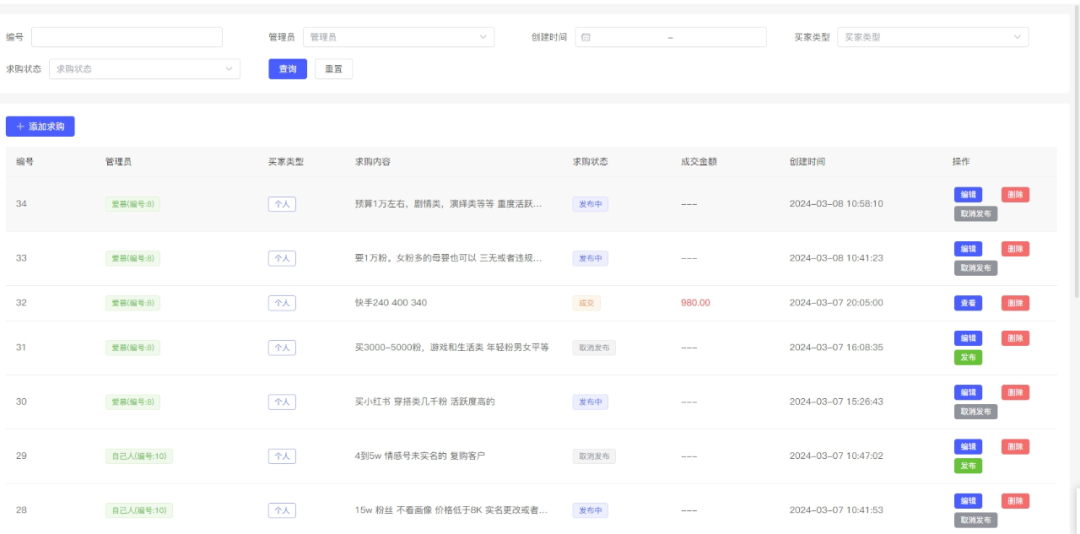 编号 管理员 管理员 创建时间 – 买家类型 买家类型
求购状态 求购状态 查询 重置
+ 添加求购
编号 管理员 买家类型 求购内容 求购状态 成交金额 创建时间 操作
34 爱慕(编号:8) 个人 预算1万左右，剧情类，演绎类等等 重度活跃... 发布中 --- 2024-03-08 10:58:10 编辑 删除
取消发布
33 爱慕(编号:8) 个人 要1万粉。女粉多的母婴也可以 三无或者违规... 发布中 --- 2024-03-08 10:41:23 编辑 删除
取消发布
32 爱慕(编号:8) 个人 快手240 400 340 成交 980.00 2024-03-07 20:05:00 查看 删除
31 爱慕(编号:8) 个人 买3000-5000粉，游戏和生活类 年轻粉男女平等 取消发布 --- 2024-03-07 16:08:35 编辑 删除
发布
30 爱慕(编号:8) 个人 买小红书 穿搭类几千粉 活跃度高的 发布中 --- 2024-03-07 15:26:43 编辑 删除
取消发布
29 自己人(编号:10) 个人 4到5w 情感号未实名的 复购客户 取消发布 --- 2024-03-07 10:47:02 编辑 删除
发布
28 自己人(编号:10) 个人 15w 粉丝 不看画像 价格低于8K 实名更改或者... 发布中 --- 2024-03-07 10:41:53 编辑 删除
取消发布